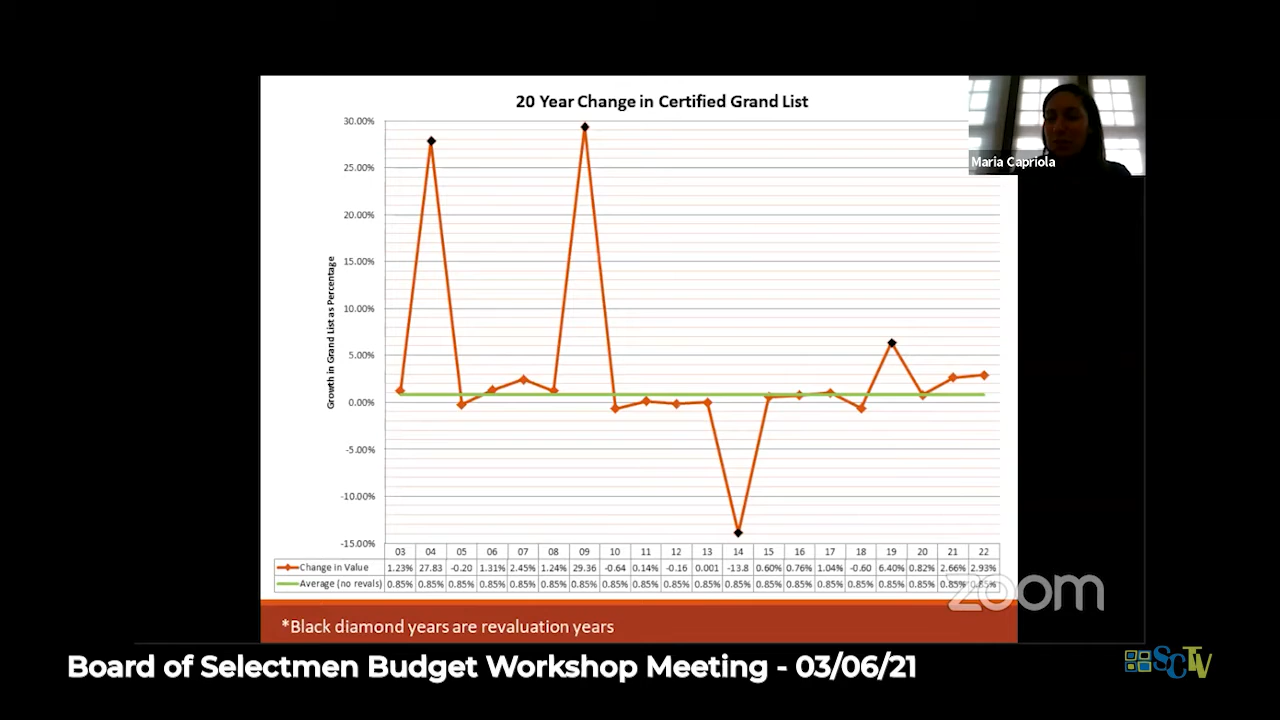 20 Year Change in Certified Grand List
Maria Capriola
Growth in Grand List as Percentage
30.00%
25.00%
20.00%
15.00%
10.00%
5.00%
0.00%
-5.00%
-10.00%
-15.00%
03 04 05 06 07 08 09 10 11 12 13 14 15 16 17 18 19 20 21 22
Change in Value 1.23% 27.83 -0.20 1.31% 2.45% 1.24% 29.36 -0.64 0.14% -0.16 0.001 -13.8 0.60% 0.76% 1.04% -0.60 6.40% 0.82% 2.66% 2.93%
Average (no revals) 0.85% 0.85% 0.85% 0.85% 0.85% 0.85% 0.85% 0.85% 0.85% 0.85% 0.85% 0.85% 0.85% 0.85% 0.85% 0.85% 0.85% 0.85% 0.85% 0.85%
zoom
*Black diamond years are revaluation years
Board of Selectmen Budget Workshop Meeting - 03/06/21
SCTV